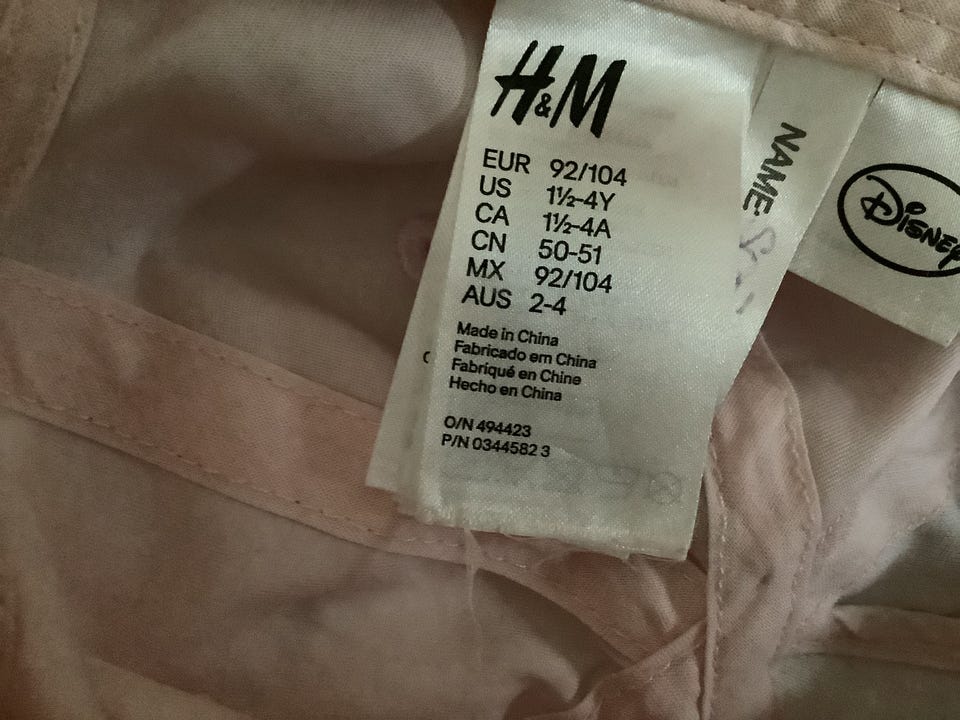 H&M
EUR 92/104
US 1½-4Y
CA 1½-4A
CN 50-51
MX 92/104
AUS 2-4
Made in China
Fabricado em China
Fabriqué en Chine
Hecho en China
O/N 494423
P/N 0344582 3
NAME:
Disney